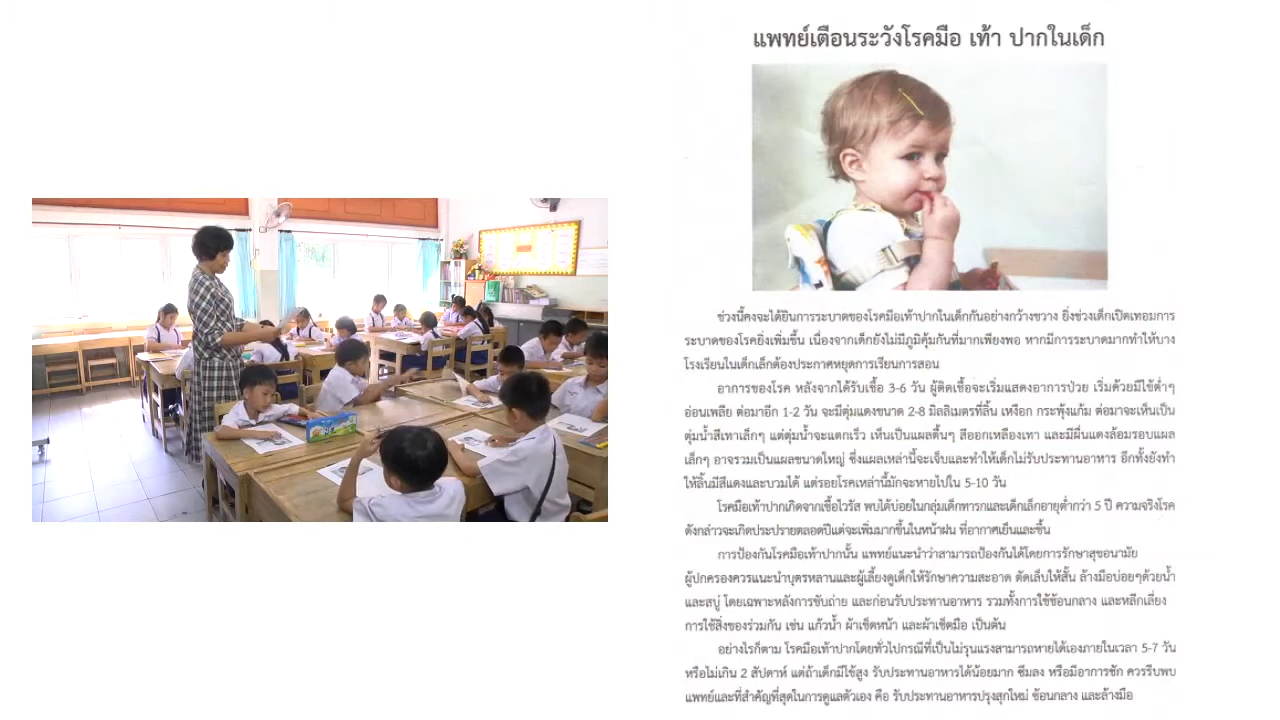 แพทย์เตือนระวังโรคมือ เท้า ปากในเด็ก
ช่วงนี้คงจะได้ยินการระบาดของโรคมือเท้าปากในเด็กกันอย่างกว้างขวาง ยิ่งช่วงเด็กเปิดเทอมการ
ระบาดของโรคยิ่งเพิ่มขึ้น เนื่องจากเด็กยังไม่มีภูมิคุ้มกันที่มากเพียงพอ หากมีการระบาดมากทำให้บาง
โรงเรียนในเด็กเล็กต้องประกาศหยุดการเรียนการสอน
อาการของโรค หลังจากได้รับเชื้อ 3-6 วัน ผู้ติดเชื้อจะเริ่มแสดงอาการป่วย เริ่มด้วยมีไข้ต่ำๆ
อ่อนเพลีย ต่อมาอีก 1-2 วัน จะมีตุ่มแดงขนาด 2-8 มิลลิเมตรที่ลิ้น เหงือก กระพุ้งแก้ม ต่อมาจะเห็นเป็น
ตุ่มน้ำสีเทาเล็กๆ แต่ตุ่มน้ำจะแตกเร็ว เห็นเป็นแผลตื้นๆ สีออกเหลืองเทา และมีผื่นแดงล้อมรอบแผล
เล็กๆ อาจรวมเป็นแผลขนาดใหญ่ ซึ่งแผลเหล่านี้จะเจ็บและทำให้เด็กไม่รับประทานอาหาร อีกทั้งยังทำ
ให้ลิ้นมีสีแดงและบวมได้ แต่รอยโรคเหล่านี้มักจะหายไปใน 5-10 วัน
โรคมือเท้าปากเกิดจากเชื้อไวรัส พบได้บ่อยในกลุ่มเด็กทารกและเด็กเล็กอายุต่ำกว่า 5 ปี ความจริงโรค
ดังกล่าวจะเกิดประปรายตลอดปีแต่จะเพิ่มมากขึ้นในหน้าฝน ที่อากาศเย็นและชื้น
การป้องกันโรคมือเท้าปากนั้น แพทย์แนะนำว่าสามารถป้องกันได้โดยการรักษาสุขอนามัย
ผู้ปกครองควรแนะนำบุตรหลานและผู้เลี้ยงดูเด็กให้รักษาความสะอาด ตัดเล็บให้สั้น ล้างมือบ่อยๆด้วยน้ำ
และสบู่ โดยเฉพาะหลังการขับถ่าย และก่อนรับประทานอาหาร รวมทั้งการใช้ช้อนกลาง และหลีกเลี่ยง
การใช้สิ่งของร่วมกัน เช่น แก้วน้ำ ผ้าเช็ดหน้า และผ้าเช็ดมือ เป็นต้น
อย่างไรก็ตาม โรคมือเท้าปากโดยทั่วไปกรณีที่เป็นไม่รุนแรงสามารถหายได้เองภายในเวลา 5-7 วัน
หรือไม่เกิน 2 สัปดาห์ แต่ถ้าเด็กมีไข้สูง รับประทานอาหารได้น้อยมาก ซึมลง หรือมีอาการชัก ควรรีบพบ
แพทย์และที่สำคัญที่สุดในการดูแลตัวเอง คือ รับประทานอาหารปรุงสุกใหม่ ช้อนกลาง และล้างมือ